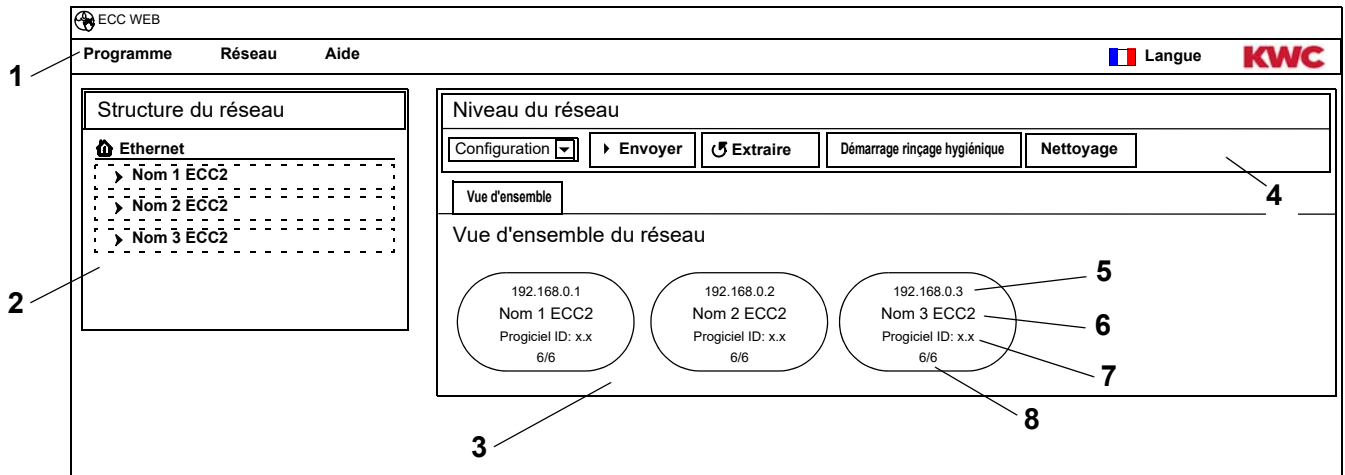 ECC WEB
Programme Réseau Aide Langue KWC
1
Structure du réseau
Ethernet
Nom 1 ECC2
Nom 2 ECC2
Nom 3 ECC2
2
Niveau du réseau
Configuration Envoyer Extraire Démarrage rinçage hygiénique Nettoyage
4
Vue d'ensemble
Vue d'ensemble du réseau
192.168.0.1
Nom 1 ECC2
Progiciel ID: x.x
6/6
192.168.0.2
Nom 2 ECC2
Progiciel ID: x.x
6/6
192.168.0.3
Nom 3 ECC2
Progiciel ID: x.x
6/6
5
6
7
8
3